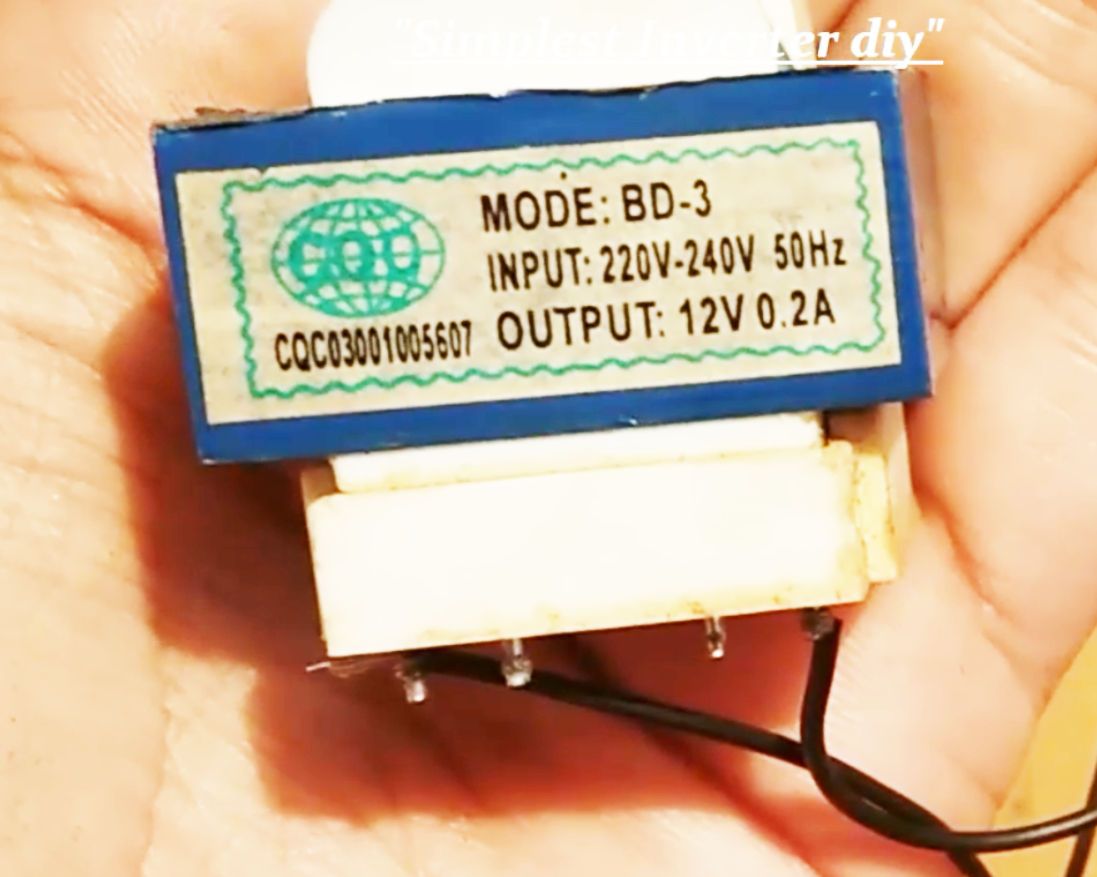 "Simplest Inverter diy"
MODE: BD-3
INPUT: 220V-240V 50Hz
OUTPUT: 12V 0.2A
CQC
CQC03001005607